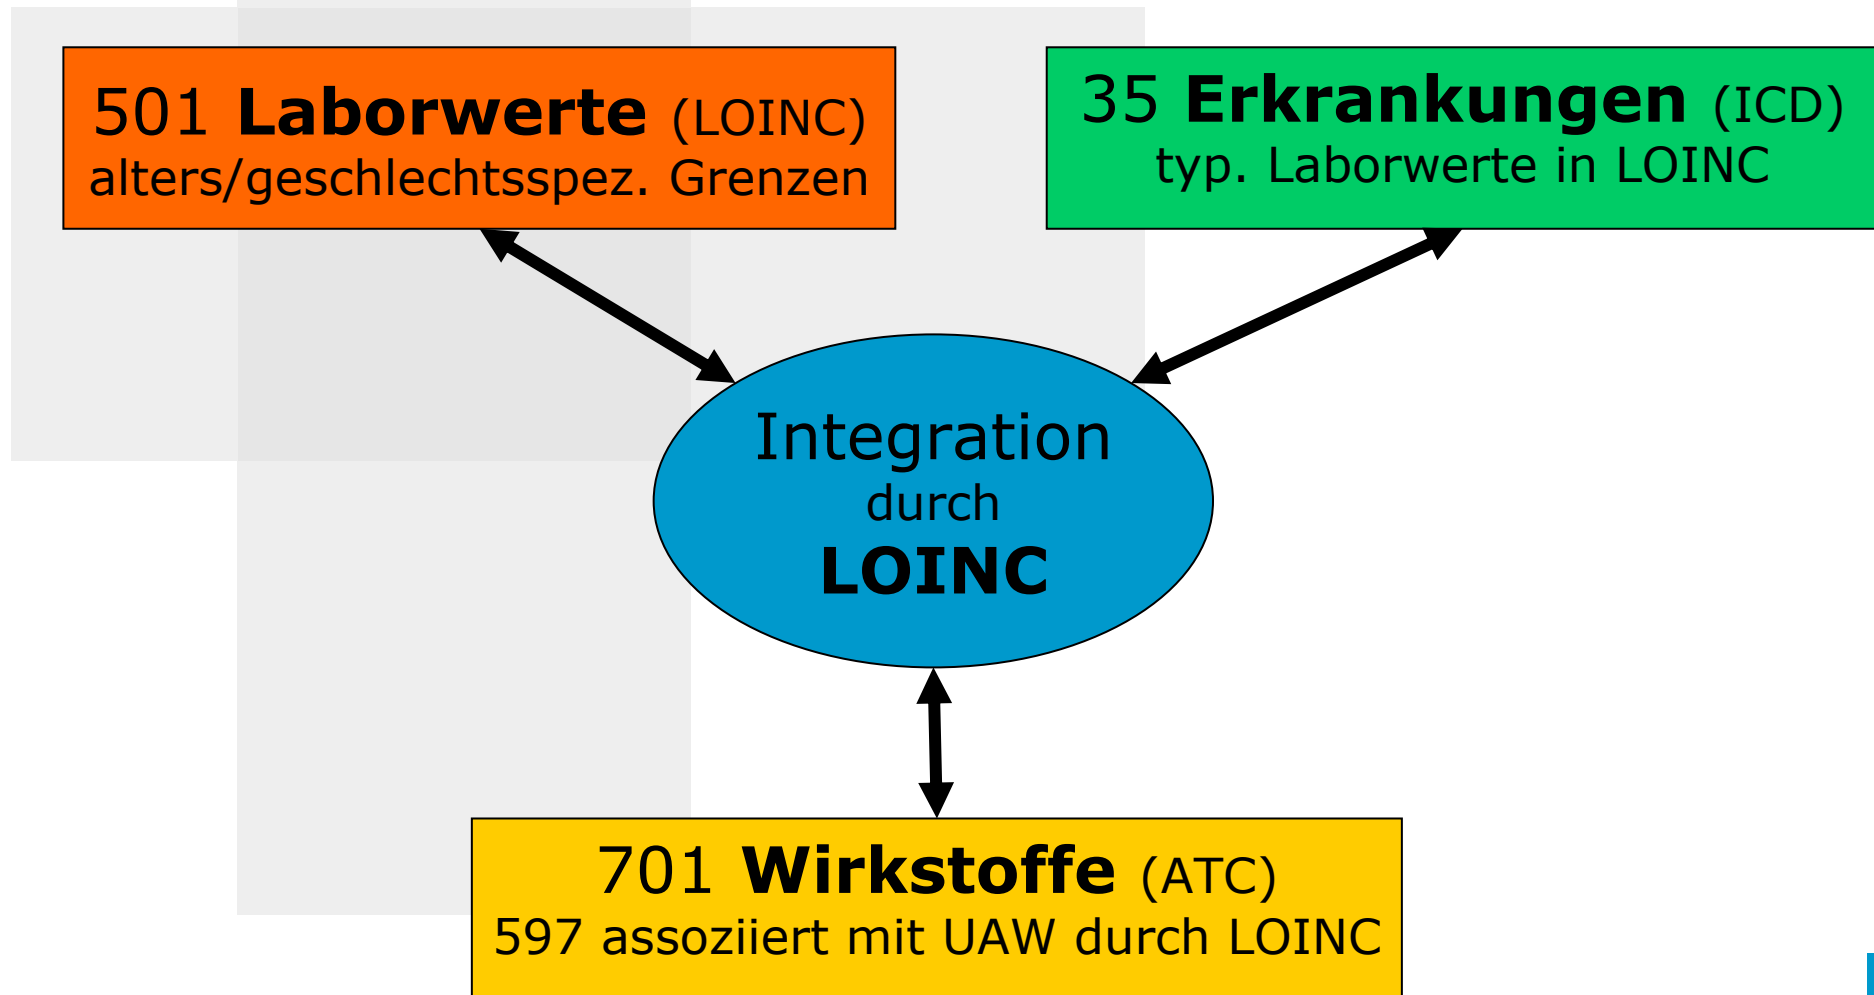 501 Laborwerte (LOINC)
alters/geschlechtsspez. Grenzen
35 Erkrankungen (ICD)
typ. Laborwerte in LOINC
Integration
durch
LOINC
701 Wirkstoffe (ATC)
597 assoziiert mit UAW durch LOINC